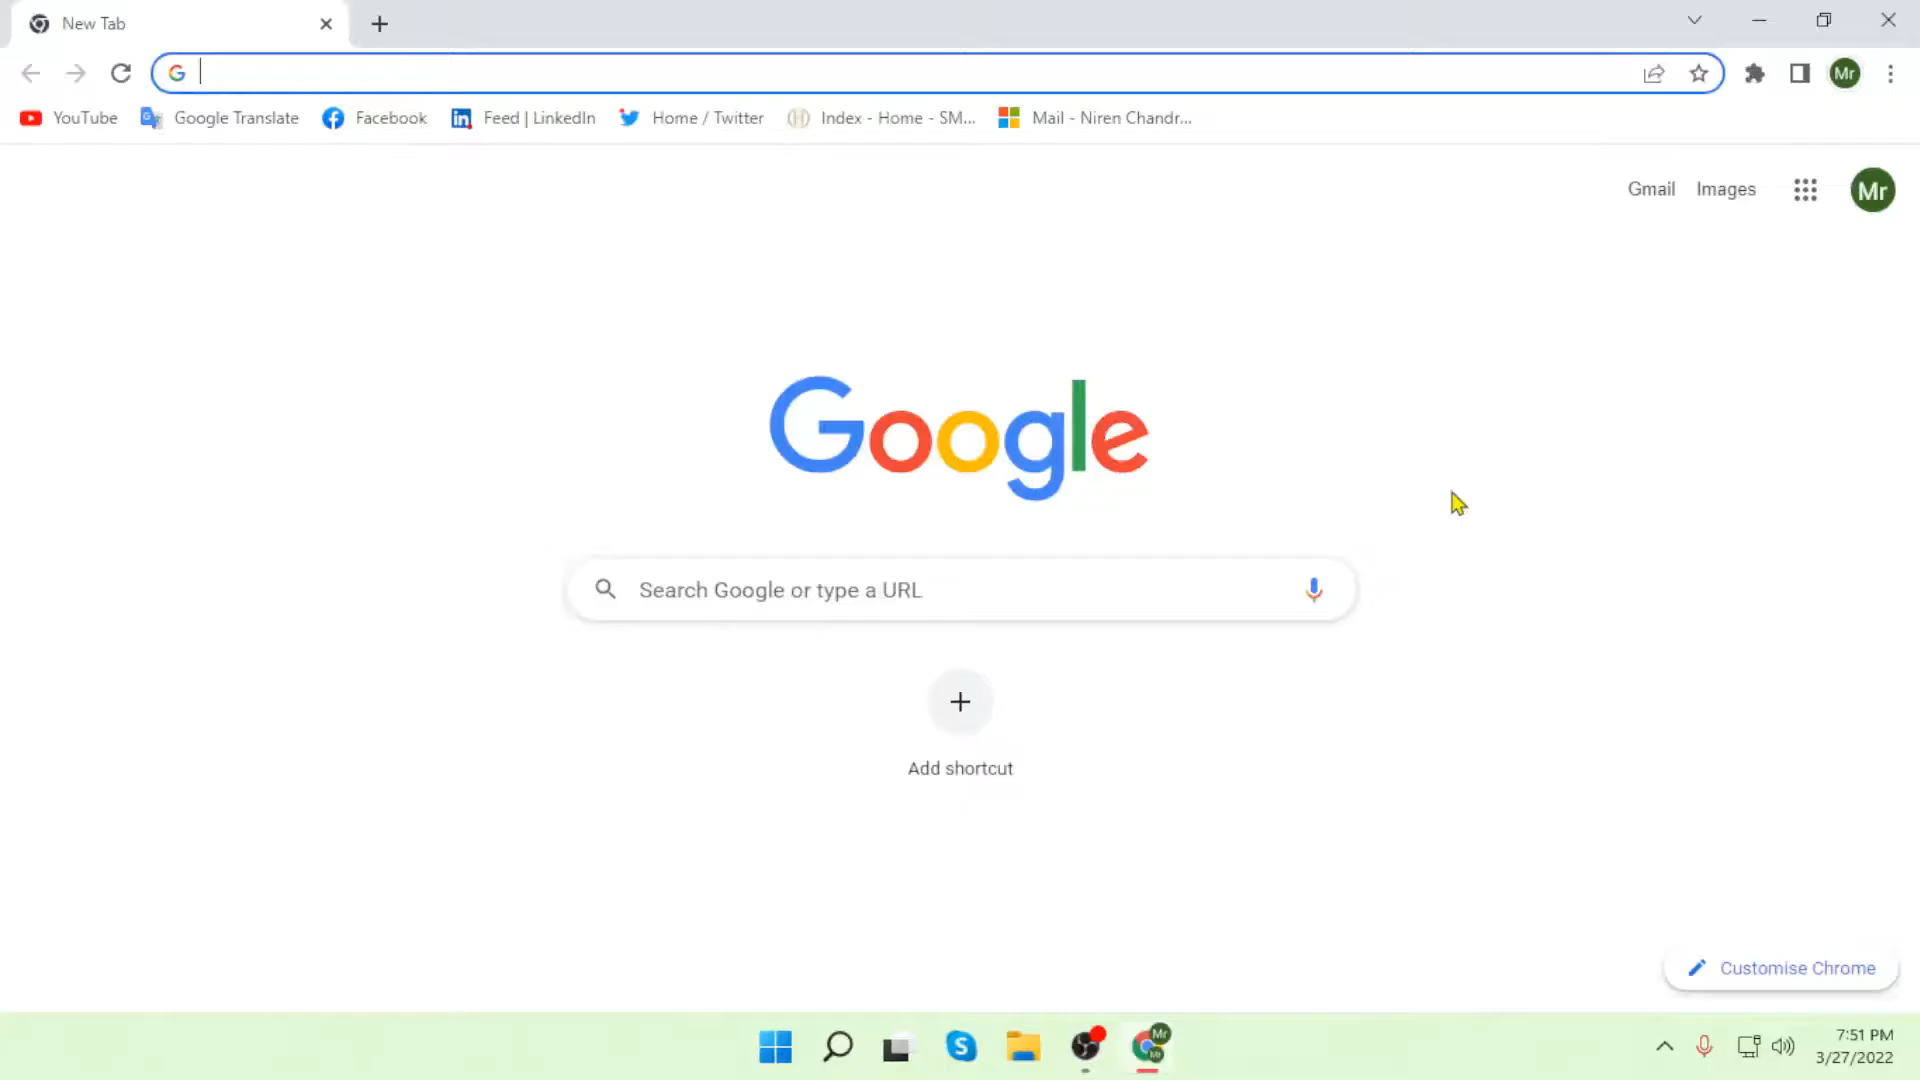 New Tab
YouTube
Google Translate
Facebook
Feed | LinkedIn
Home / Twitter
Index - Home - SM...
Mail - Niren Chandr...
Mr
Gmail
Images
Mr
Google
Search Google or type a URL
Add shortcut
Customise Chrome
7:51 PM
3/27/2022